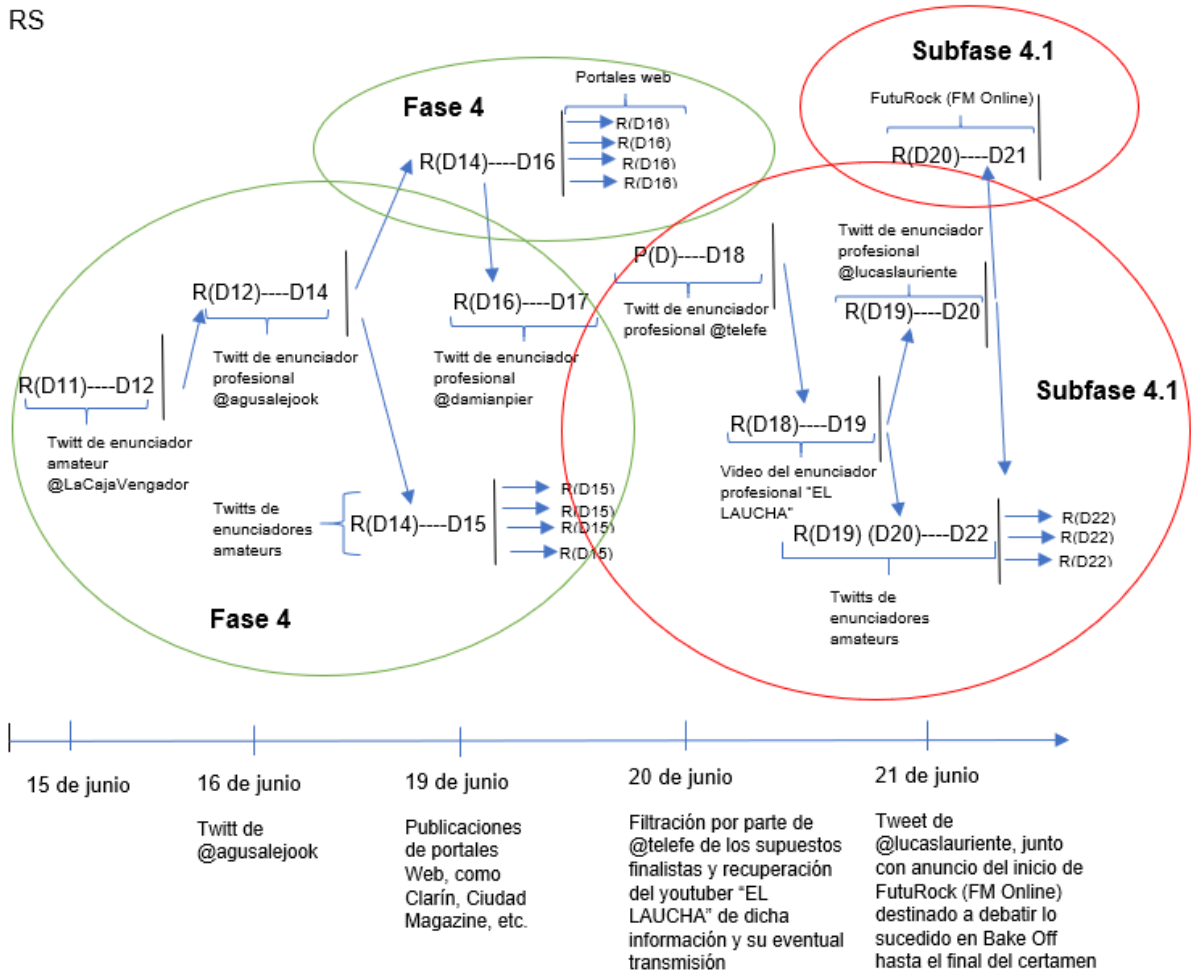 RS
Subfase 4.1
Portales web
Fase 4
FutuRock (FM Online)
R(D16)
R(D16)
R(D16)
R(D16)
R(D14)----D16
R(D20)----D21
Twitt de enunciador
profesional
@lucaslauriente
P(D)----D18
R(D12)----D14
R(D16)----D17
Twitt de enunciador
profesional @telefe
R(D19)----D20
Twitt de enunciador
profesional
@agusalejook
Twitt de enunciador
profesional
@damianpier
R(D11)----D12
Subfase 4.1
R(D18)----D19
Twitt de enunciador
amateur
@LaCajaVengador
Video del enunciador
profesional “EL
LAUCHA”
Twitts de
enunciadores
amateurs
R(D14)----D15
R(D15)
R(D15)
R(D15)
R(D15)
R(D19) (D20)----D22
R(D22)
R(D22)
R(D22)
Twitts de
enunciadores
amateurs
Fase 4
15 de junio
16 de junio
Twitt de
@agusalejook
19 de junio
Publicaciones
de portales
Web, como
Clarín, Ciudad
Magazine, etc.
20 de junio
Filtración por parte de
@telefe de los supuestos
finalistas y recuperación
del youtuber “EL
LAUCHA” de dicha
información y su eventual
transmisión
21 de junio
Tweet de
@lucaslauriente, junto
con anuncio del inicio de
FutuRock (FM Online)
destinado a debatir lo
sucedido en Bake Off
hasta el final del certamen